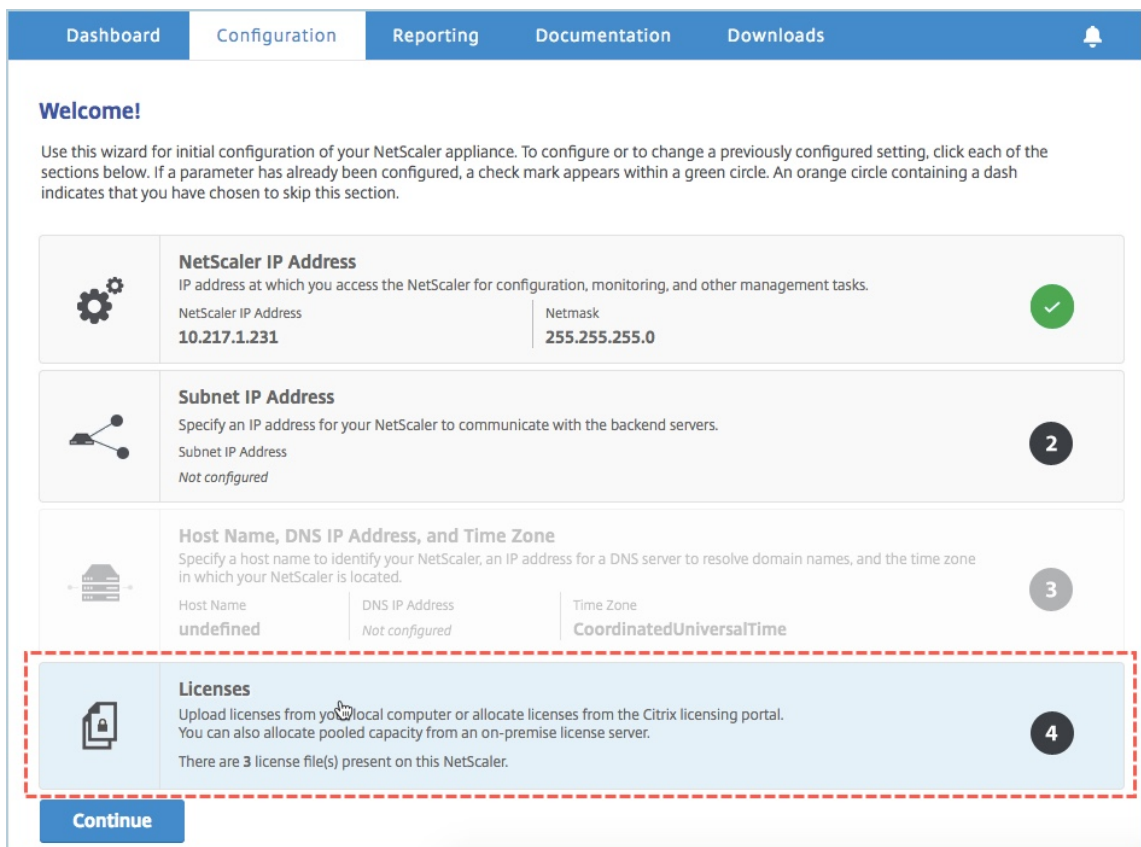 Dashboard Configuration Reporting Documentation Downloads
Welcome!
Use this wizard for initial configuration of your NetScaler appliance. To configure or to change a previously configured setting, click each of the
sections below. If a parameter has already been configured, a check mark appears within a green circle. An orange circle containing a dash
indicates that you have chosen to skip this section.
NetScaler IP Address
IP address at which you access the NetScaler for configuration, monitoring, and other management tasks.
NetScaler IP Address Netmask
10.217.1.231 255.255.255.0
Subnet IP Address
Specify an IP address for your NetScaler to communicate with the backend servers.
Subnet IP Address
2
Not configured
Host Name, DNS IP Address, and Time Zone
Specify a host name to identify your NetScaler, an IP address for a DNS server to resolve domain names, and the time zone
in which your NetScaler is located.
3
Host Name DNS IP Address Time Zone
undefined Not configured CoordinatedUniversalTime
Licenses
Upload licenses from your local computer or allocate licenses from the Citrix licensing portal.
You can also allocate pooled capacity from an on-premise license server.
4
There are 3 license file(s) present on this NetScaler.
Continue